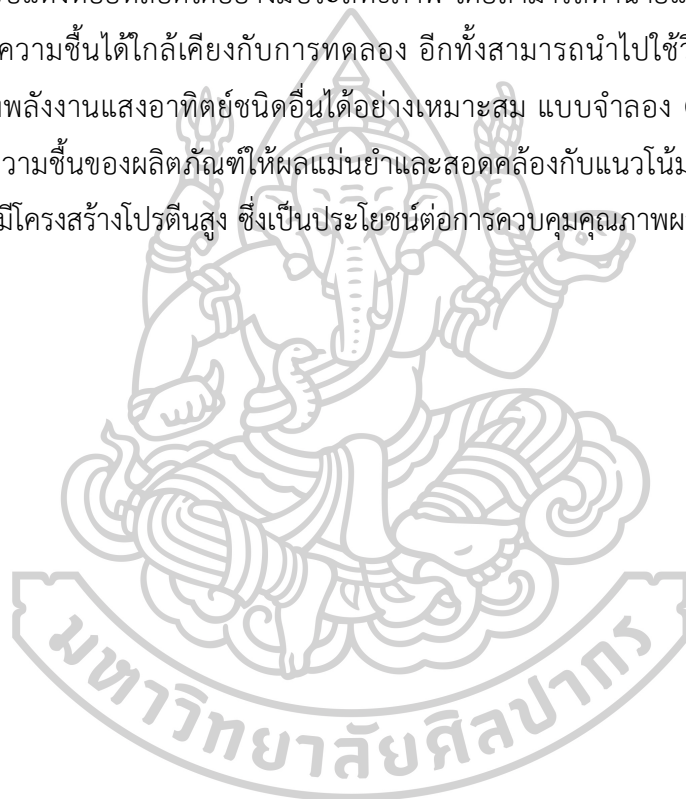 ความชื้นได้ใกล้เคียงกับการทดลอง อีกทั้งสามารถนำไปใช้
พลังงานแสงอาทิตย์ชนิดอื่นได้อย่างเหมาะสม แบบจำลอง
ความชื้นของผลิตภัณฑ์ให้ผลแม่นยำและสอดคล้องกับแนวโน้ม
มีโครงสร้างโปรตีนสูง ซึ่งเป็นประโยชน์ต่อการควบคุมคุณภาพผ
มหาวิทยาลัยศิลปากร